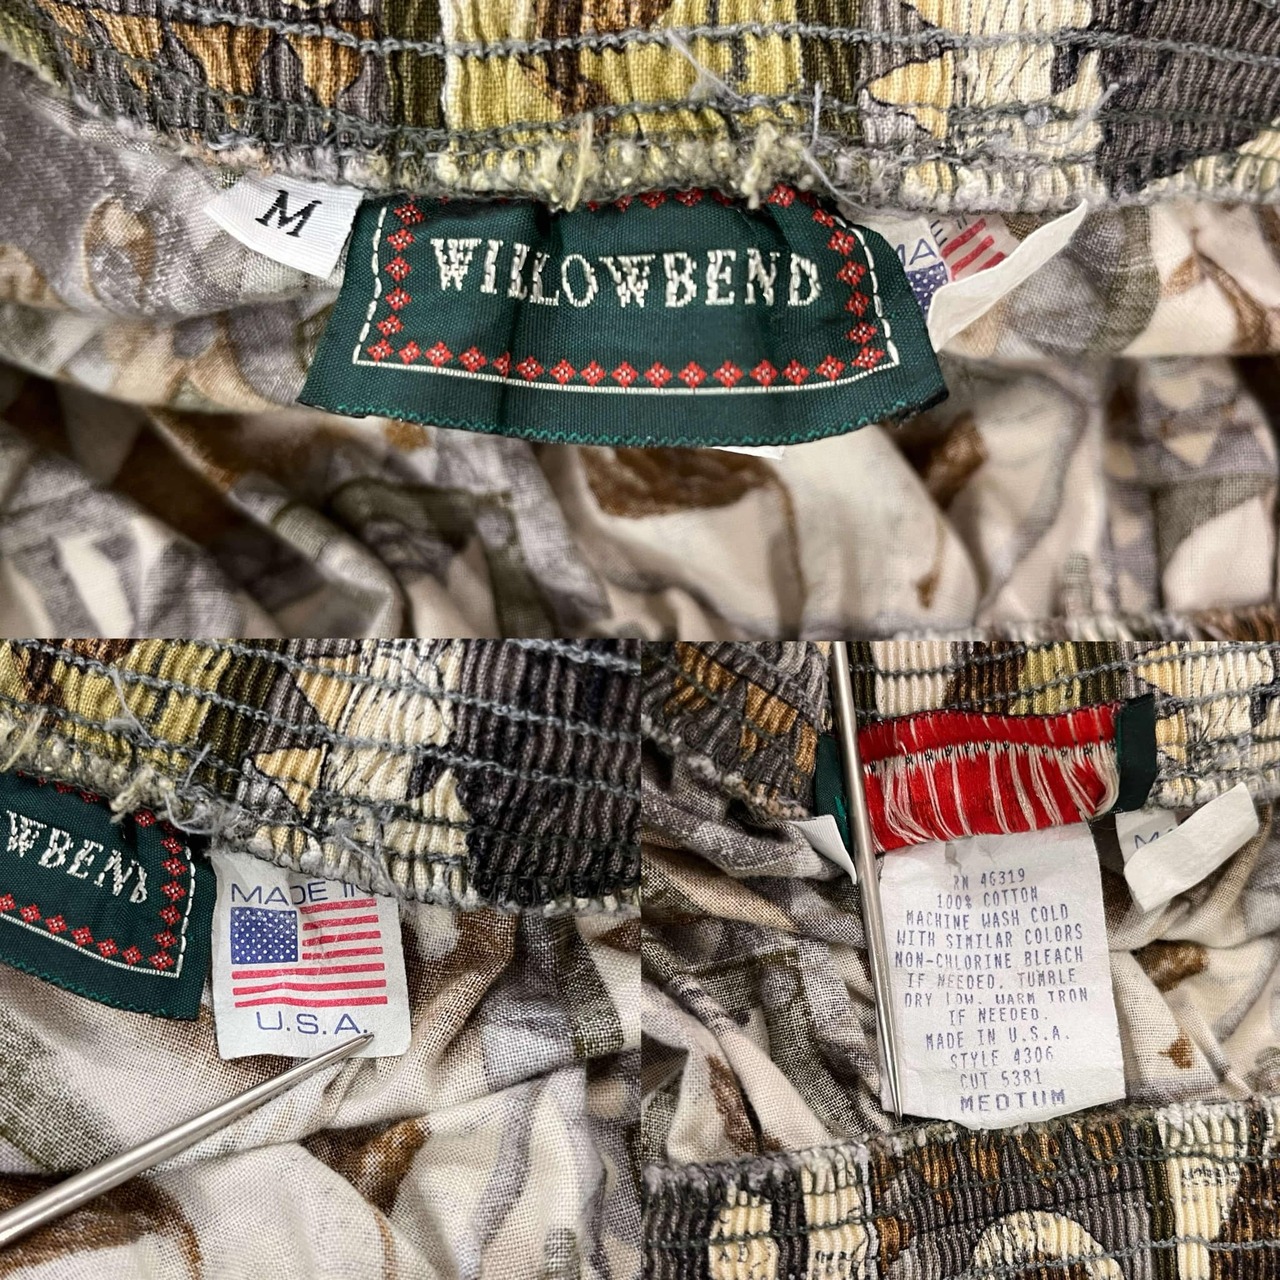 M
WILLOWBEND
MA
WBEND
MADE IN
U.S.A.
M
RN 46319
100% COTTON
MACHINE WASH COLD
WITH SIMILAR COLORS
NON-CHLORINE BLEACH
IF NEEDED. TUMBLE
DRY LOW. WARM IRON
IF NEEDED.
MADE IN U.S.A.
STYLE 4306
CUT 5381
MEDIUM